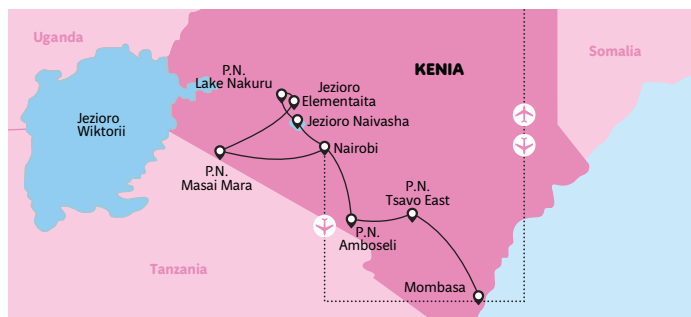 Uganda
KENIA
Somalia
P.N.
Lake Nakuru
Jezioro
Elementaita
Jezioro
Wiktorii
Jezioro Naivasha
Nairobi
P.N.
Masai Mara
P.N.
Tsavo East
P.N.
Amboseli
Tanzania
Mombasa